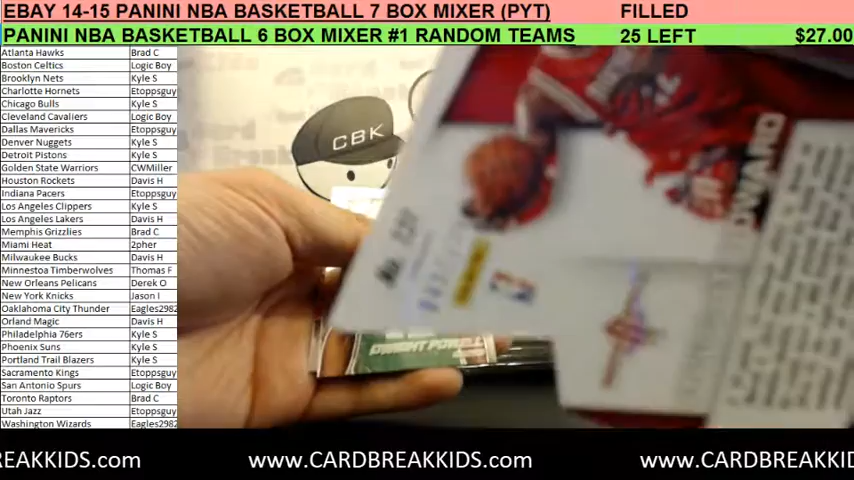 EBAY 14-15 PANINI NBA BASKETBALL 7 BOX MIXER (PYT) FILLED
PANINI NBA BASKETBALL 6 BOX MIXER #1 RANDOM TEAMS 25 LEFT $27.00
Atlanta Hawks Brad C
Boston Celtics Logic Boy
Brooklyn Nets Kyle S
Charlotte Hornets Etoppsguy
Chicago Bulls Kyle S
Cleveland Cavaliers Logic Boy
Dallas Mavericks Etoppsguy
Denver Nuggets Kyle S
Detroit Pistons Kyle S
Golden State Warriors CWMiller
Houston Rockets Davis H
Indiana Pacers Etoppsguy
Los Angeles Clippers Kyle S
Los Angeles Lakers Davis H
Memphis Grizzlies Brad C
Miami Heat 2pher
Milwaukee Bucks Davis H
Minnestoa Timberwolves Thomas F
New Orleans Pelicans Derek O
New York Knicks Jason I
Oaklahoma City Thunder Eagles2982
Orland Magic Davis H
Philadelphia 76ers Kyle S
Phoenix Suns Kyle S
Portland Trail Blazers Kyle S
Sacramento Kings Etoppsguy
San Antonio Spurs Logic Boy
Toronto Raptors Brad C
Utah Jazz Etoppsguy
Washington Wizards Eagles2982
CBK
DWIGHT POWELL
EAKKIDS.com www.CARDBREAKKIDS.com www.CARDBREAKK